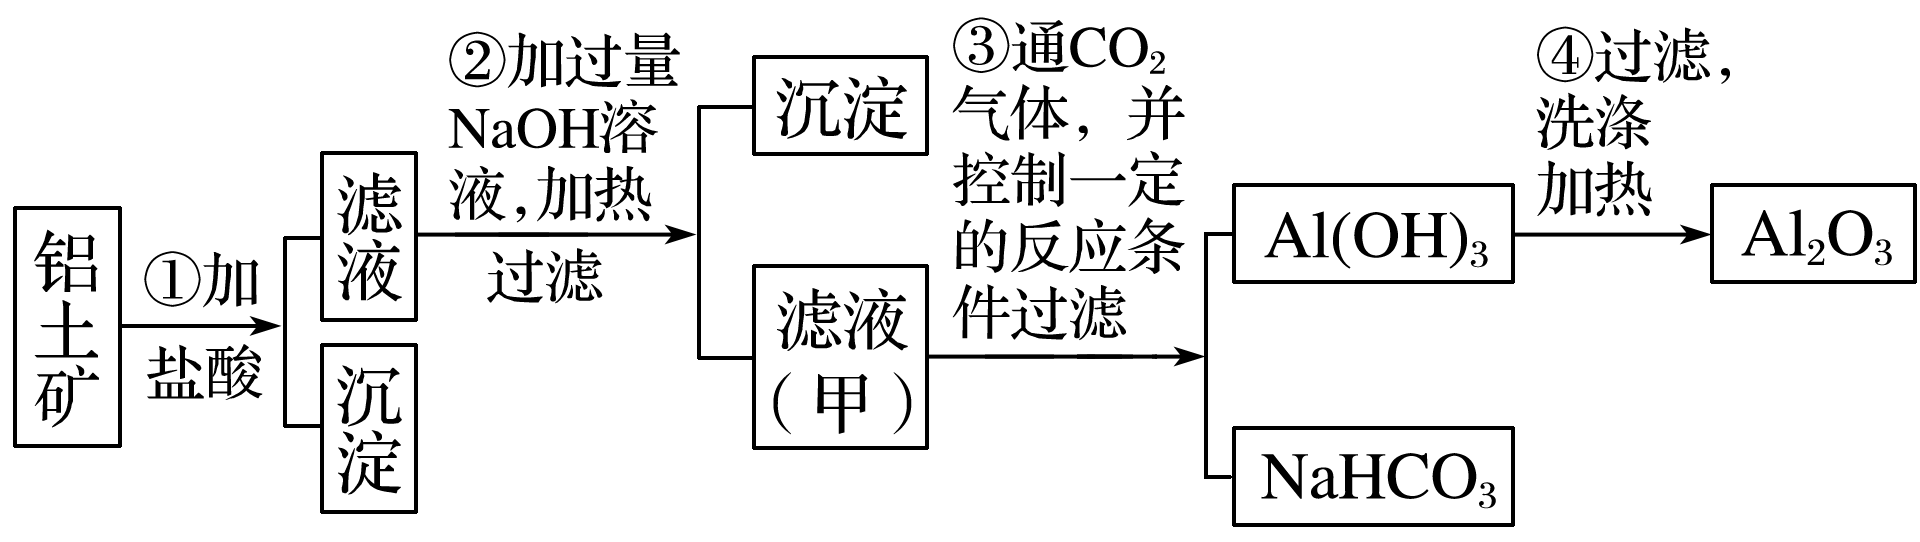 铝
土
矿
①加
盐酸
滤
液
沉
淀
②加过量
NaOH溶
液,加热
过滤
沉淀
滤液
(甲)
③通CO₂
气体,并
控制一定
的反应条
件过滤
Al(OH)₃
NaHCO₃
④过滤,
洗涤
加热
Al₂O₃